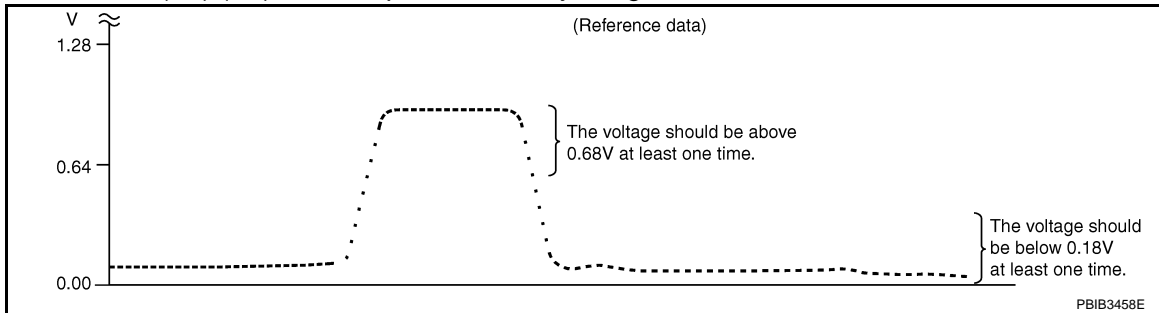 V
(Reference data)
1.28
The voltage should be above
0.68V at least one time.
0.64
The voltage should
be below 0.18V
at least one time.
0.00
PBIB3458E